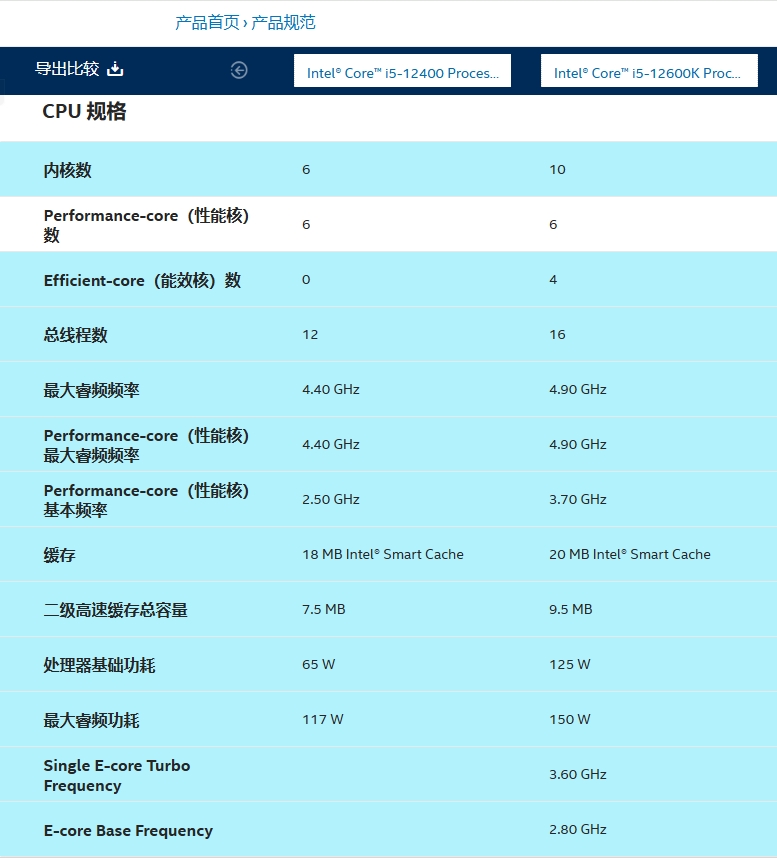 产品首页 › 产品规范
导出比较 Intel® Core™ i5-12400 Proces... Intel® Core™ i5-12600K Proc...
CPU 规格
内核数 6 10
Performance-core（性能核）
数 6 6
Efficient-core（能效核）数 0 4
总线程数 12 16
最大睿频频率 4.40 GHz 4.90 GHz
Performance-core（性能核）
最大睿频频率 4.40 GHz 4.90 GHz
Performance-core（性能核）
基本频率 2.50 GHz 3.70 GHz
缓存 18 MB Intel® Smart Cache 20 MB Intel® Smart Cache
二级高速缓存总容量 7.5 MB 9.5 MB
处理器基础功耗 65 W 125 W
最大睿频功耗 117 W 150 W
Single E-core Turbo
Frequency 3.60 GHz
E-core Base Frequency 2.80 GHz